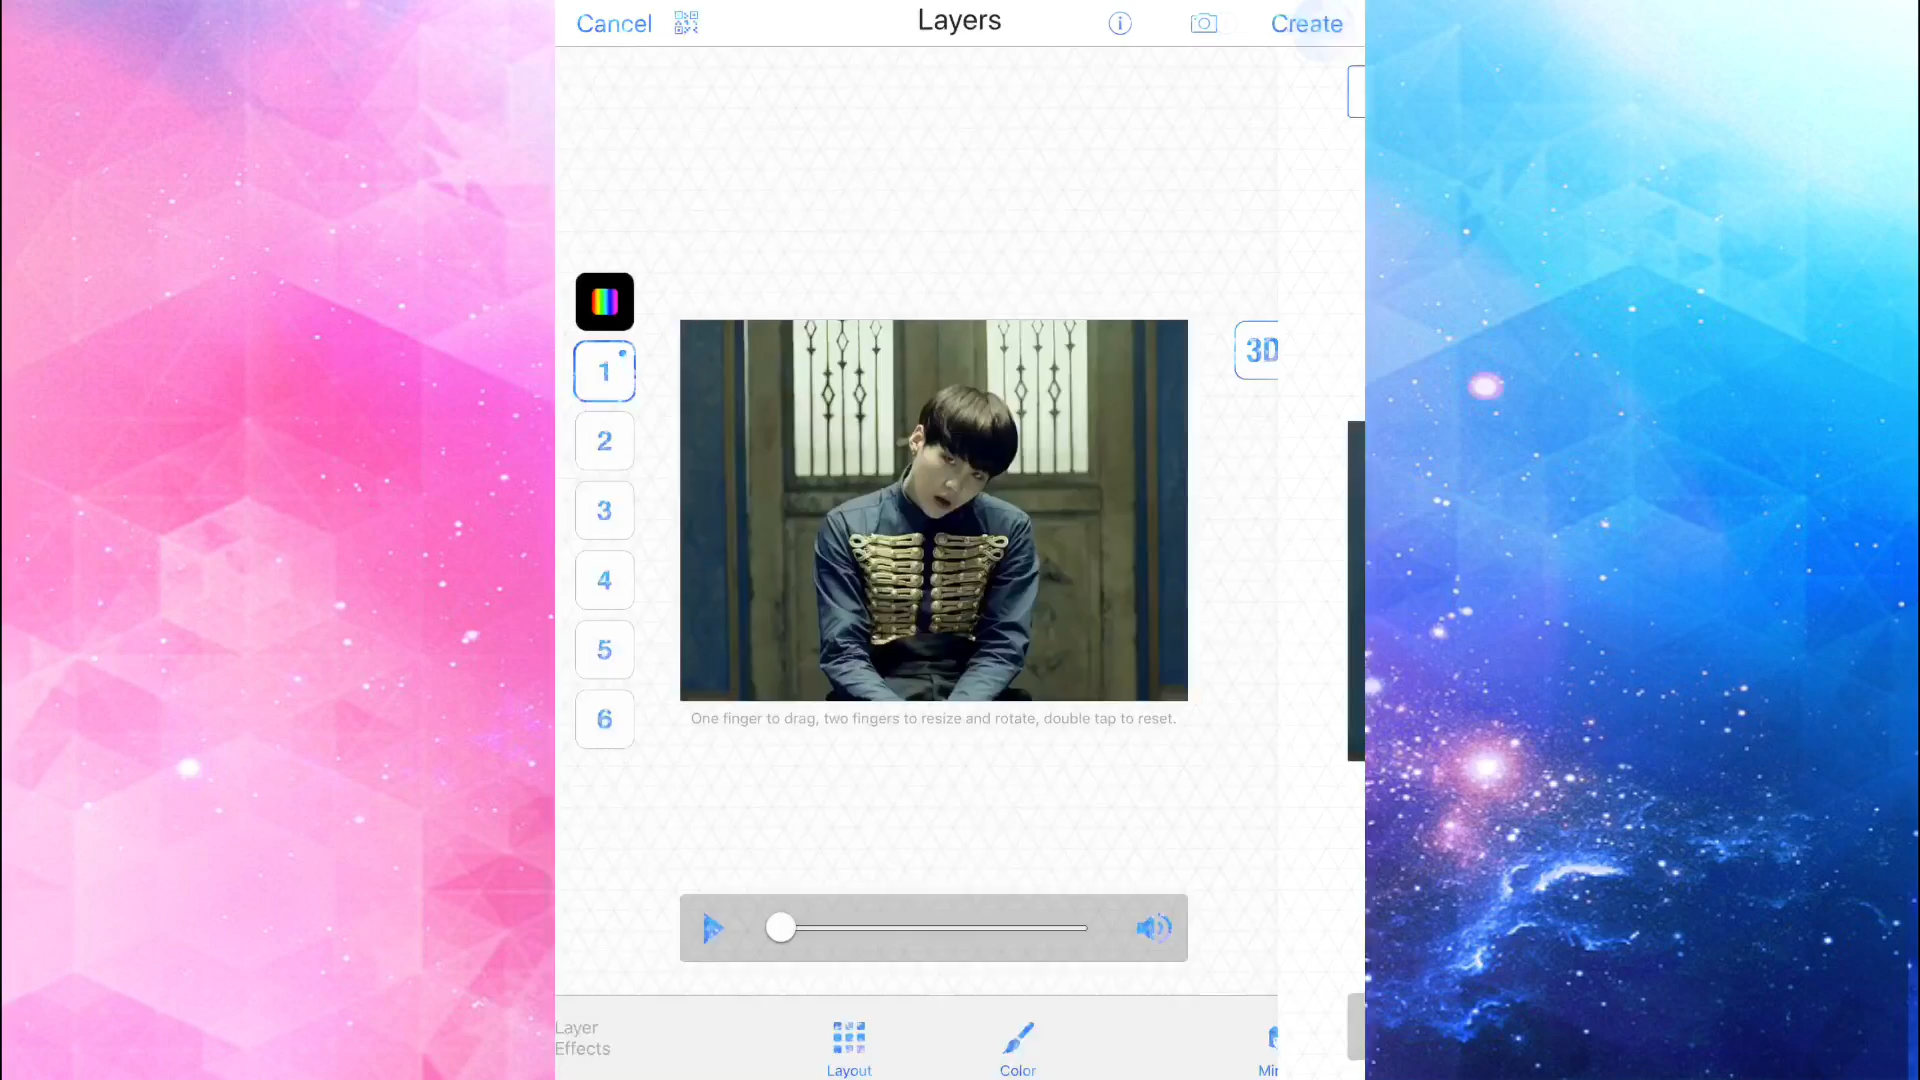 Cancel
Layers
Create
1
2
3
4
5
6
3D
One finger to drag, two fingers to resize and rotate, double tap to reset.
Layer
Effects
Layout
Color